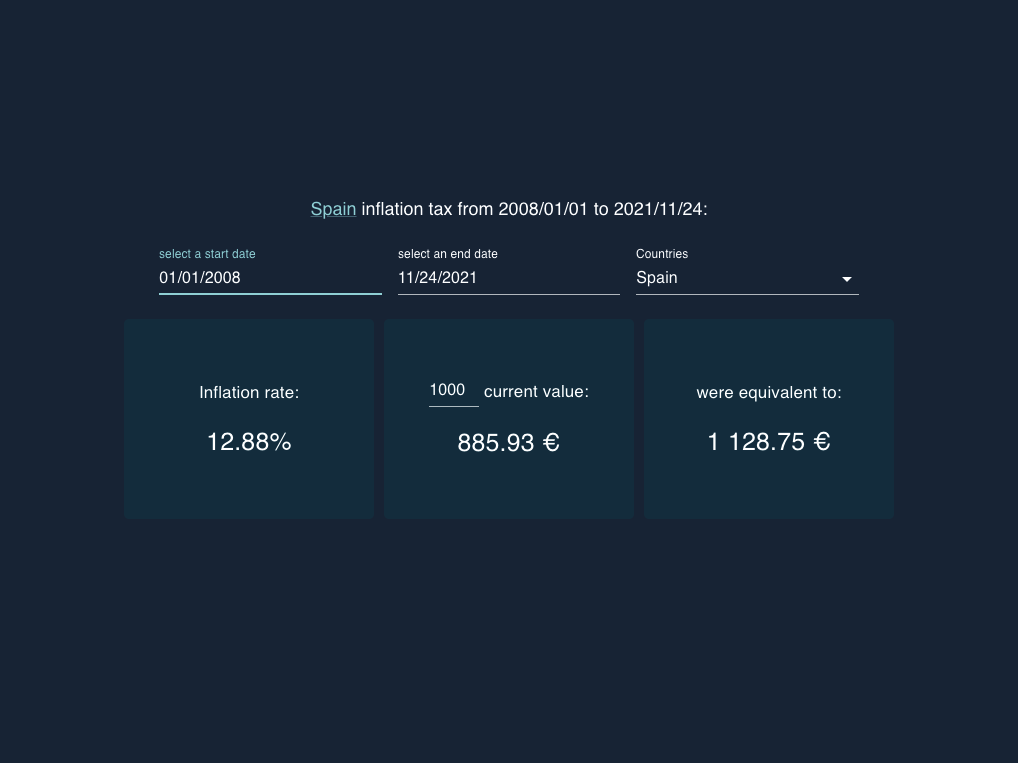 Spain inflation tax from 2008/01/01 to 2021/11/24:
select a start date
01/01/2008
select an end date
11/24/2021
Countries
Spain
Inflation rate:
12.88%
1000 current value:
885.93 €
were equivalent to:
1 128.75 €